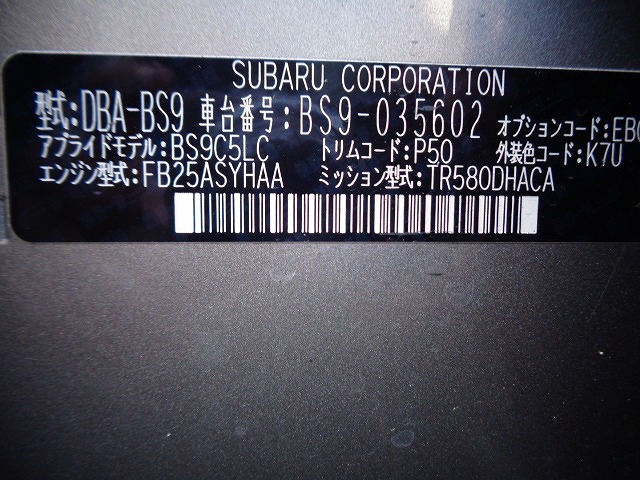 SUBARU CORPORATION
型式:DBA-BS9 車台番号:BS9-035602 オプションコード:EBC
アプライドモデル:BS9C5LC トリムコード:P50 外装色コード:K7U
エンジン型式:FB25ASYHAA ミッション型式:TR580DHACA